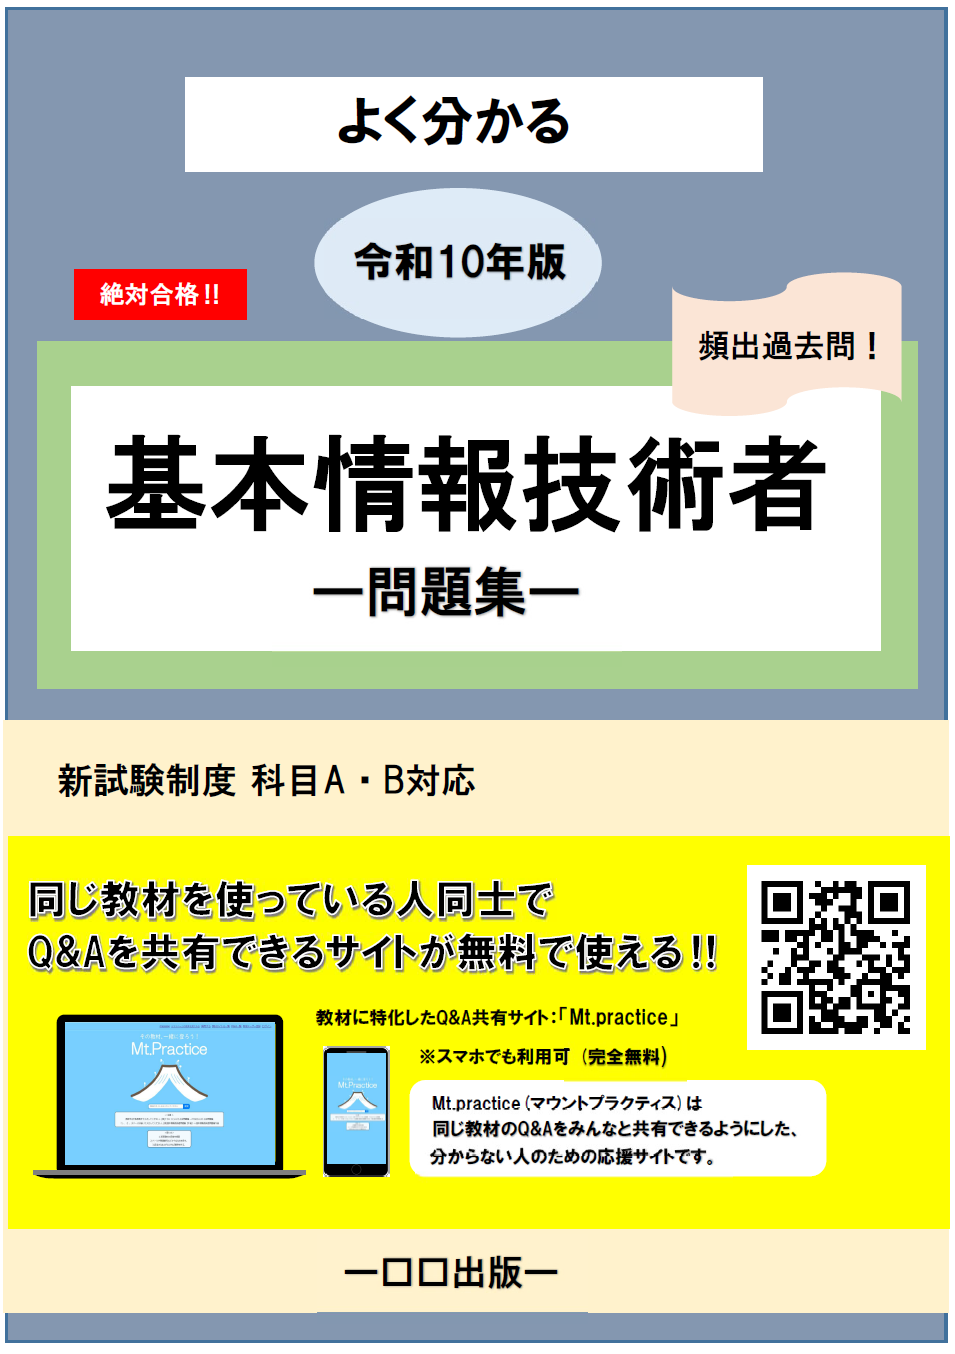 よく分かる
令和10年版
絶対合格!!
頻出過去問！
基本情報技術者
―問題集―
新試験制度 科目A・B対応
同じ教材を使っている人同士で
Q&Aを共有できるサイトが無料で使える!!
教材に特化したQ&A共有サイト：「Mt.practice」
※スマホでも利用可（完全無料)
Mt.Practice
Mt.Practice
Mt.practice（マウントプラクティス）は
同じ教材のQ&Aをみんなと共有できるようにした、
分からない人のための応援サイトです。
―□□出版―